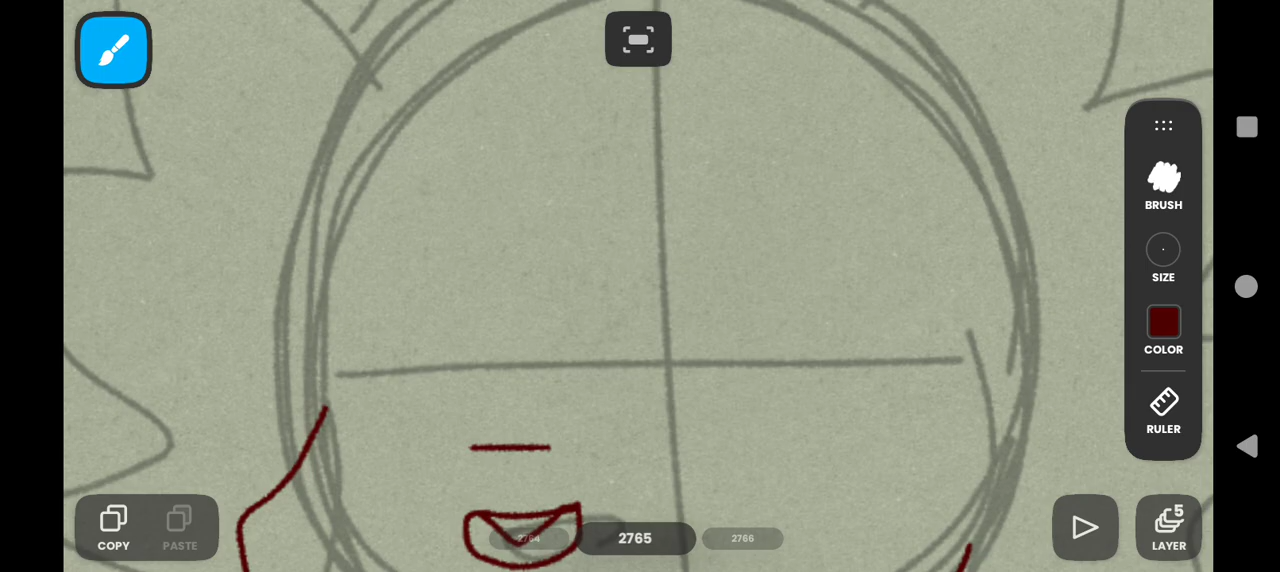 BRUSH
SIZE
COLOR
RULER
COPY PASTE
2764 2765 2766
5
LAYER